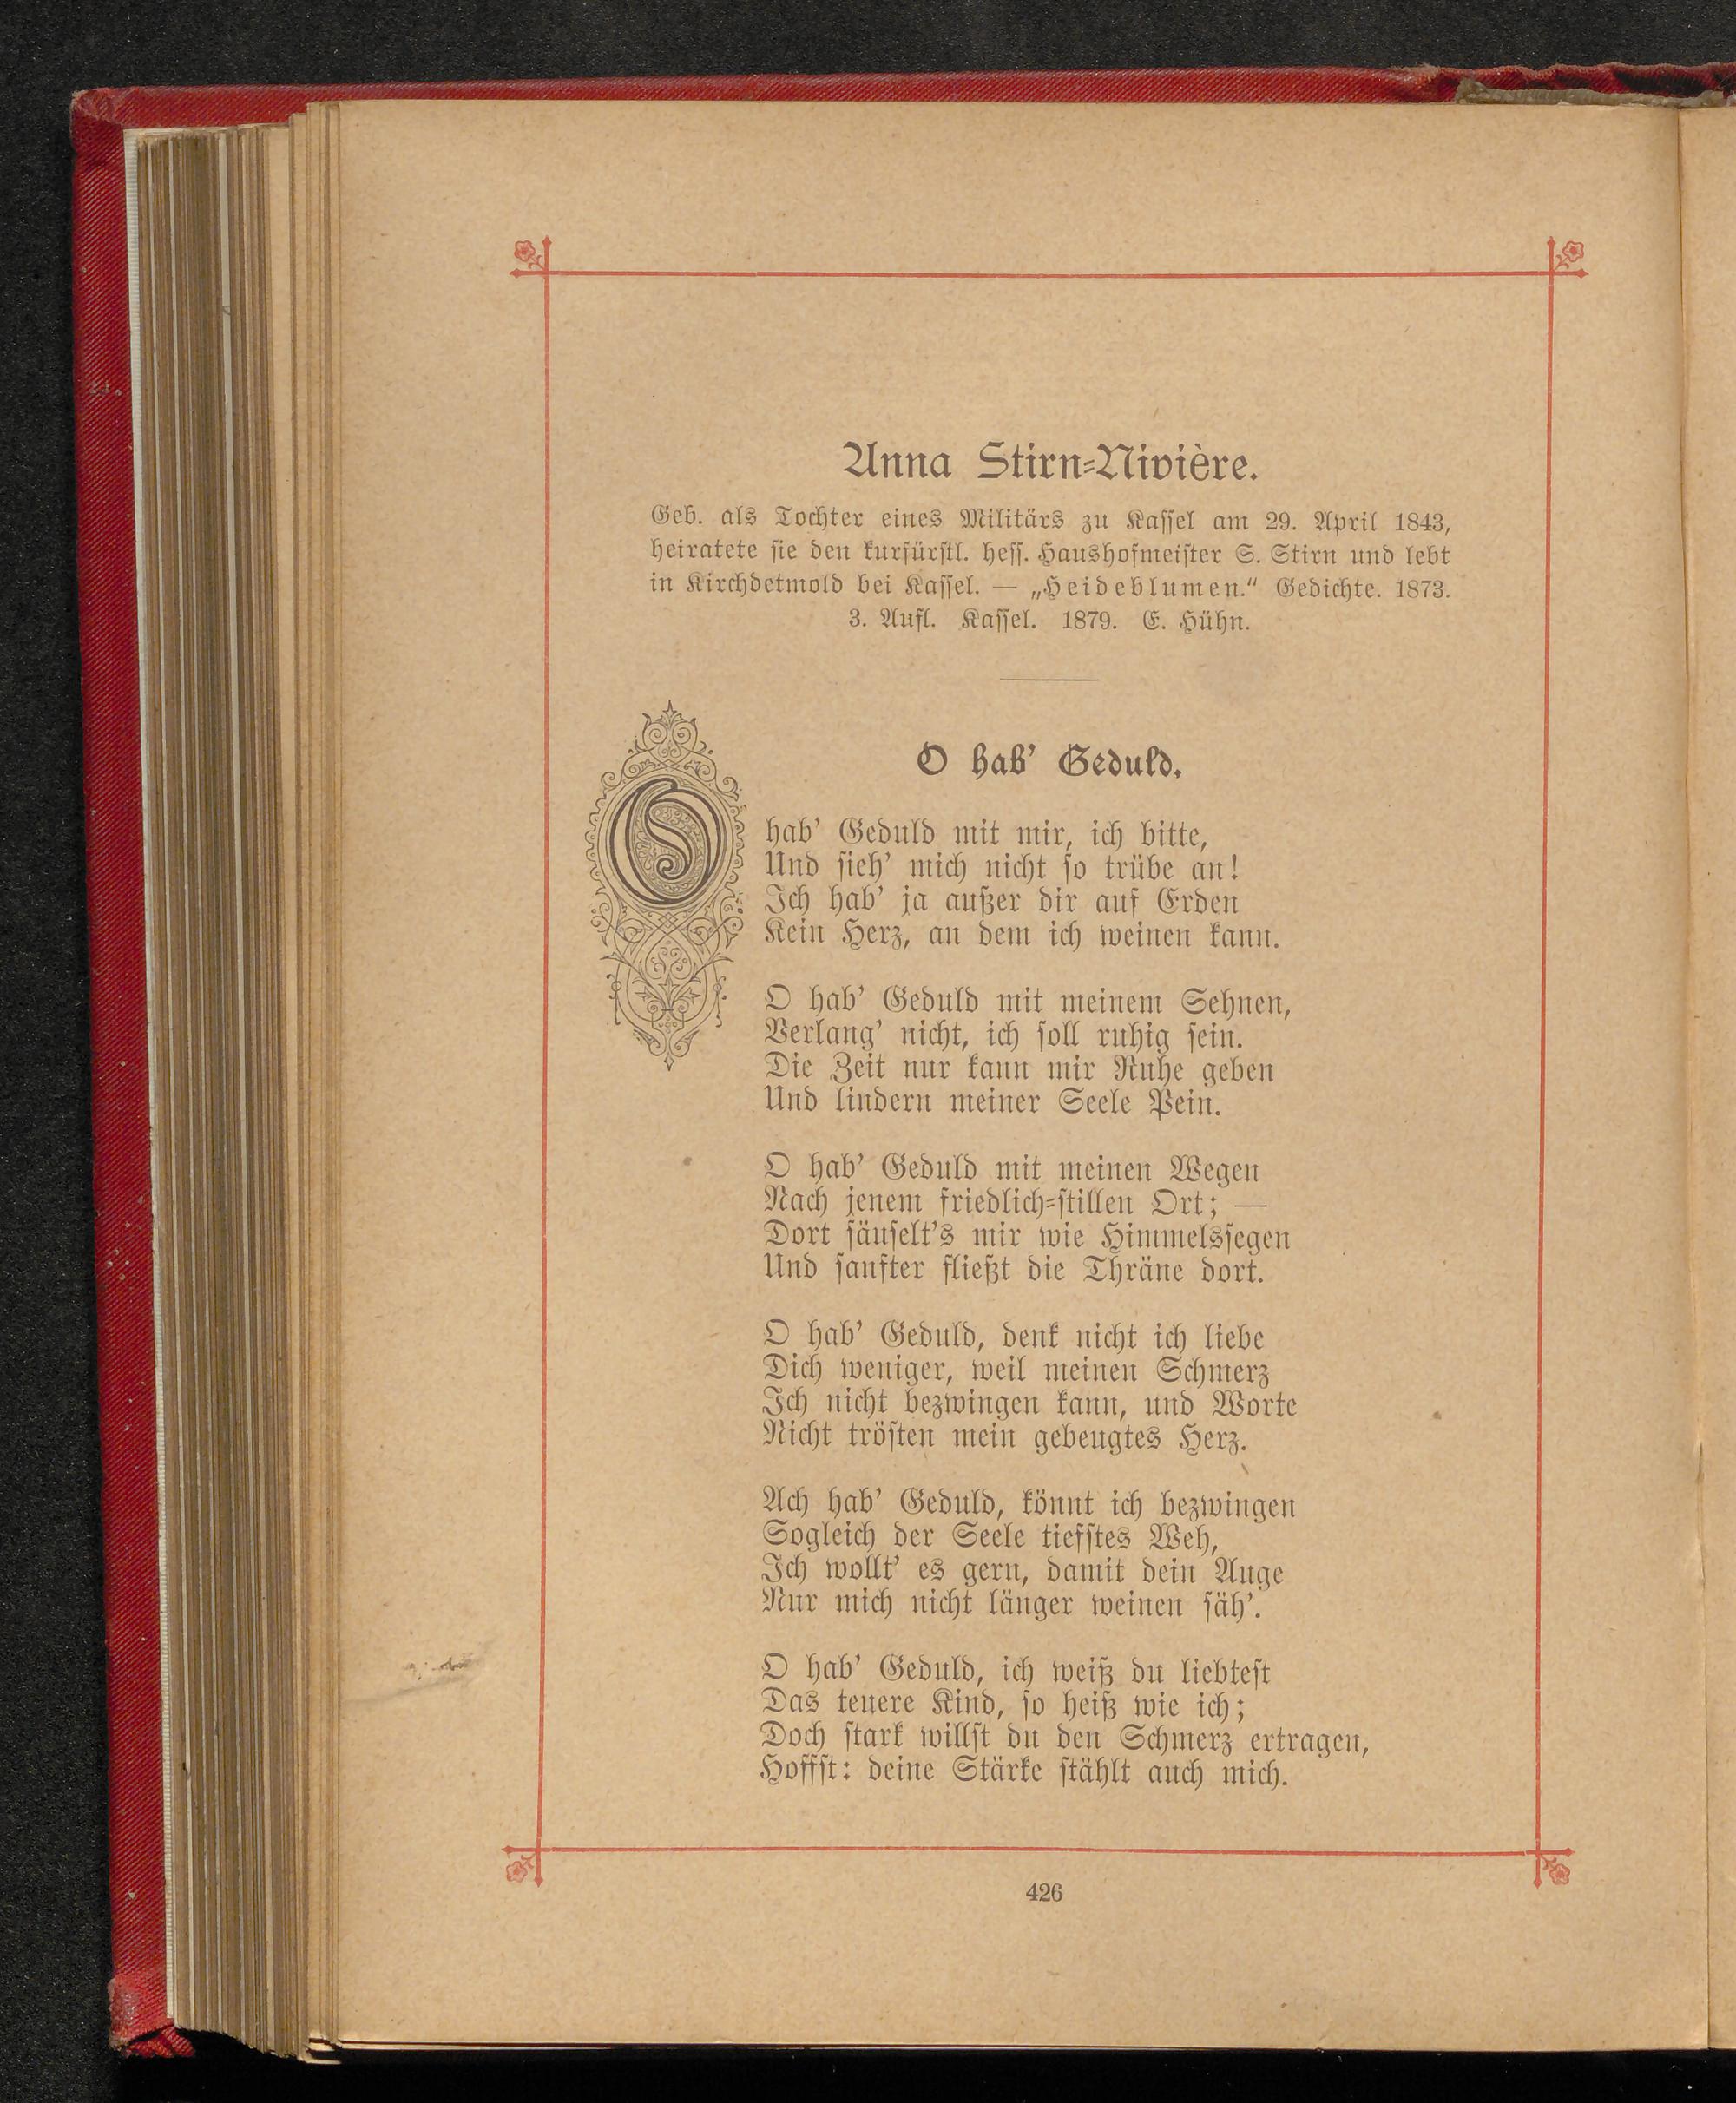 Anna Stirn-Nivière.
Geb. als Tochter eines Militärs zu Kassel am 29. April 1843,
heiratete sie den kurfürstl. hess. Haushofmeister S. Stirn und lebt
in Kirchdetmold bei Kassel. — „Heideblumen.“ Gedichte. 1873.
3. Aufl. Kassel. 1879. E. Hühn.
O hab’ Geduld.
O hab’ Geduld mit mir, ich bitte,
Und sieh’ mich nicht so trübe an!
Ich hab’ ja außer dir auf Erden
Kein Herz, an dem ich weinen kann.
O hab’ Geduld mit meinem Sehnen,
Verlang’ nicht, ich soll ruhig sein.
Die Zeit nur kann mir Ruhe geben
Und lindern meiner Seele Pein.
O hab’ Geduld mit meinen Wegen
Nach jenem friedlich-stillen Ort; —
Dort säuselt’s mir wie Himmelssegen
Und sanfter fließt die Thräne dort.
O hab’ Geduld, denk nicht ich liebe
Dich weniger, weil meinen Schmerz
Ich nicht bezwingen kann, und Worte
Nicht trösten mein gebeugtes Herz.
Ach hab’ Geduld, könnt ich bezwingen
Sogleich der Seele tiefstes Weh,
Ich wollt’ es gern, damit dein Auge
Nur mich nicht länger weinen säh’.
O hab’ Geduld, ich weiß du liebtest
Das teuere Kind, so heiß wie ich;
Doch stark willst du den Schmerz ertragen,
Hoffst: deine Stärke stählt auch mich.
426